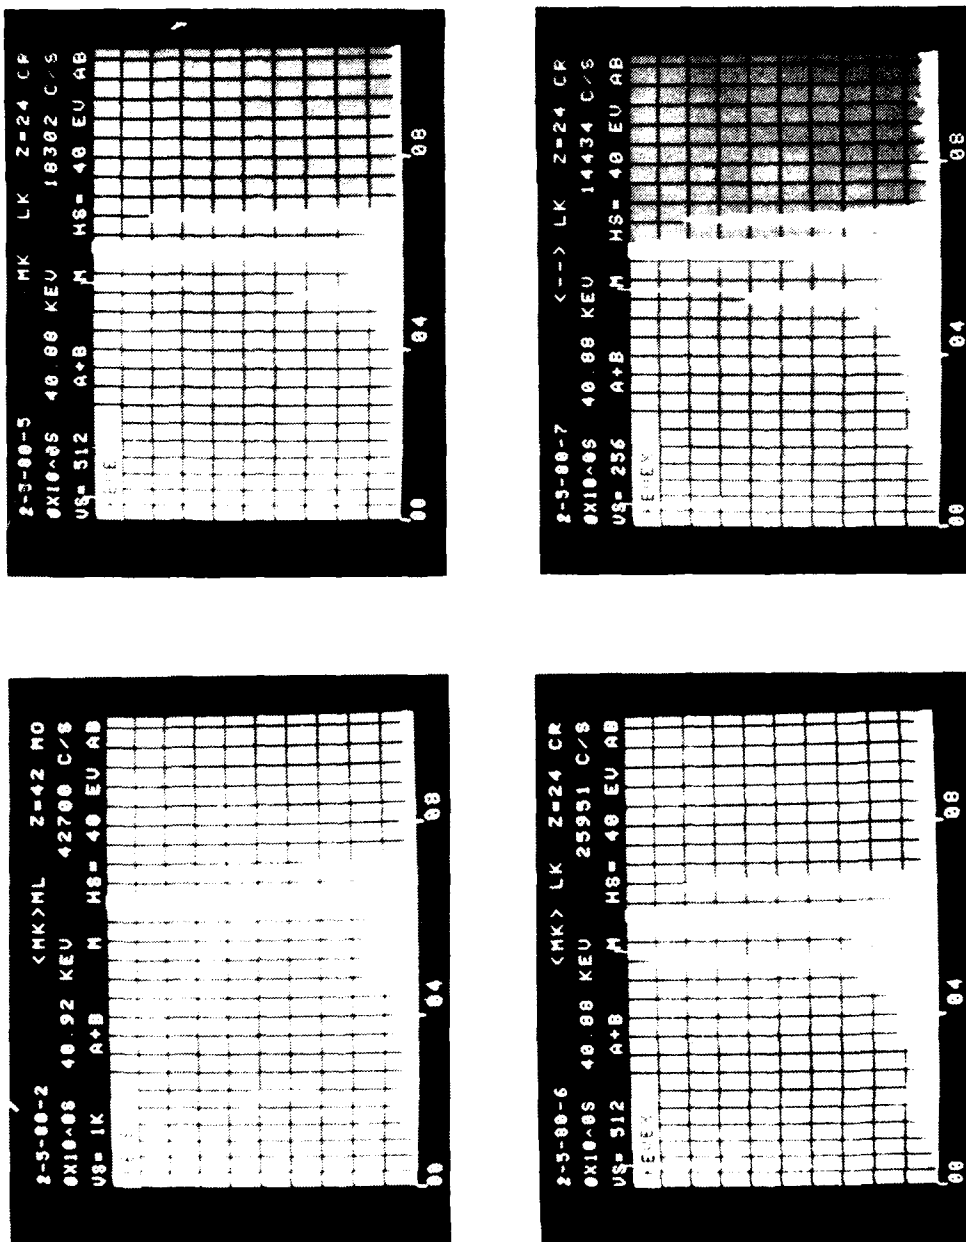 2-5-80-2 <MK>ML Z=42 MO
0X10^0S 40.92 KEV 42700 C/S
VS= 1K A+B M HS= 40 EV AB
00 04 08
2-5-80-5 MK LK Z=24 CR
0X10^0S 40.00 KEV 18302 C/S
VS= 512 A+B M HS= 40 EV AB
00 04 08
2-5-80-6 <MK> LK Z=24 CR
0X10^0S 40.00 KEV 25951 C/S
VS= 512 A+B M HS= 40 EV AB
00 04 08
2-5-80-7 <--> LK Z=24 CR
0X10^0S 40.00 KEV 14434 C/S
VS= 256 A+B M HS= 40 EV AB
00 04 08